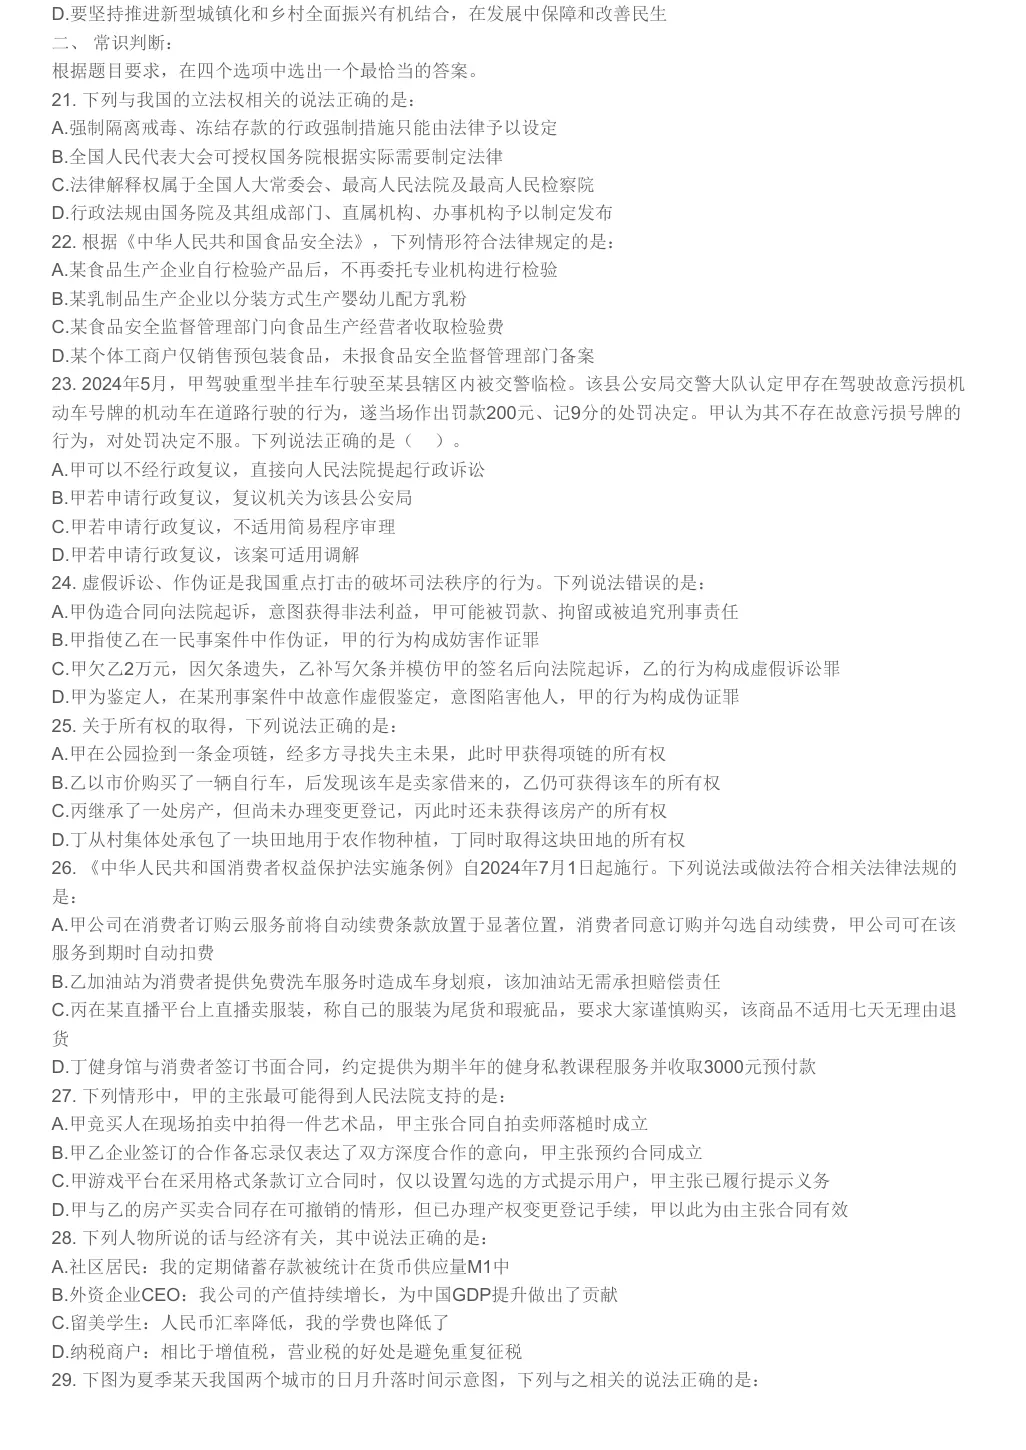 D.要坚持推进新型城镇化和乡村全面振兴有机结合，在发展中保障和改善民生
二、 常识判断：
根据题目要求，在四个选项中选出一个最恰当的答案。
21. 下列与我国的立法权相关的说法正确的是：
A.强制隔离戒毒、冻结存款的行政强制措施只能由法律予以设定
B.全国人民代表大会可授权国务院根据实际需要制定法律
C.法律解释权属于全国人大常委会、最高人民法院及最高人民检察院
D.行政法规由国务院及其组成部门、直属机构、办事机构予以制定发布
22. 根据《中华人民共和国食品安全法》，下列情形符合法律规定的是：
A.某食品生产企业自行检验产品后，不再委托专业机构进行检验
B.某乳制品生产企业以分装方式生产婴幼儿配方乳粉
C.某食品安全监督管理部门向食品生产经营者收取检验费
D.某个体工商户仅销售预包装食品，未报食品安全监督管理部门备案
23. 2024年5月，甲驾驶重型半挂车行驶至某县辖区内被交警临检。该县公安局交警大队认定甲存在驾驶故意污损机
动车号牌的机动车在道路行驶的行为，遂当场作出罚款200元、记9分的处罚决定。甲认为其不存在故意污损号牌的
行为，对处罚决定不服。下列说法正确的是（    ）。
A.甲可以不经行政复议，直接向人民法院提起行政诉讼
B.甲若申请行政复议，复议机关为该县公安局
C.甲若申请行政复议，不适用简易程序审理
D.甲若申请行政复议，该案可适用调解
24. 虚假诉讼、作伪证是我国重点打击的破坏司法秩序的行为。下列说法错误的是：
A.甲伪造合同向法院起诉，意图获得非法利益，甲可能被罚款、拘留或被追究刑事责任
B.甲指使乙在一民事案件中作伪证，甲的行为构成妨害作证罪
C.甲欠乙2万元，因欠条遗失，乙补写欠条并模仿甲的签名后向法院起诉，乙的行为构成虚假诉讼罪
D.甲为鉴定人，在某刑事案件中故意作虚假鉴定，意图陷害他人，甲的行为构成伪证罪
25. 关于所有权的取得，下列说法正确的是：
A.甲在公园捡到一条金项链，经多方寻找失主未果，此时甲获得项链的所有权
B.乙以市价购买了一辆自行车，后发现该车是卖家借来的，乙仍可获得该车的所有权
C.丙继承了一处房产，但尚未办理变更登记，丙此时还未获得该房产的所有权
D.丁从村集体处承包了一块田地用于农作物种植，丁同时取得这块田地的所有权
26. 《中华人民共和国消费者权益保护法实施条例》自2024年7月1日起施行。下列说法或做法符合相关法律法规的
是：
A.甲公司在消费者订购云服务前将自动续费条款放置于显著位置，消费者同意订购并勾选自动续费，甲公司可在该
服务到期时自动扣费
B.乙加油站为消费者提供免费洗车服务时造成车身划痕，该加油站无需承担赔偿责任
C.丙在某直播平台上直播卖服装，称自己的服装为尾货和瑕疵品，要求大家谨慎购买，该商品不适用七天无理由退
货
D.丁健身馆与消费者签订书面合同，约定提供为期半年的健身私教课程服务并收取3000元预付款
27. 下列情形中，甲的主张最可能得到人民法院支持的是：
A.甲竞买人在现场拍卖中拍得一件艺术品，甲主张合同自拍卖师落槌时成立
B.甲乙企业签订的合作备忘录仅表达了双方深度合作的意向，甲主张预约合同成立
C.甲游戏平台在采用格式条款订立合同时，仅以设置勾选的方式提示用户，甲主张已履行提示义务
D.甲与乙的房产买卖合同存在可撤销的情形，但已办理产权变更登记手续，甲以此为由主张合同有效
28. 下列人物所说的话与经济有关，其中说法正确的是：
A.社区居民：我的定期储蓄存款被统计在货币供应量M1中
B.外资企业CEO：我公司的产值持续增长，为中国GDP提升做出了贡献
C.留美学生：人民币汇率降低，我的学费也降低了
D.纳税商户：相比于增值税，营业税的好处是避免重复征税
29. 下图为夏季某天我国两个城市的日月升落时间示意图，下列与之相关的说法正确的是：